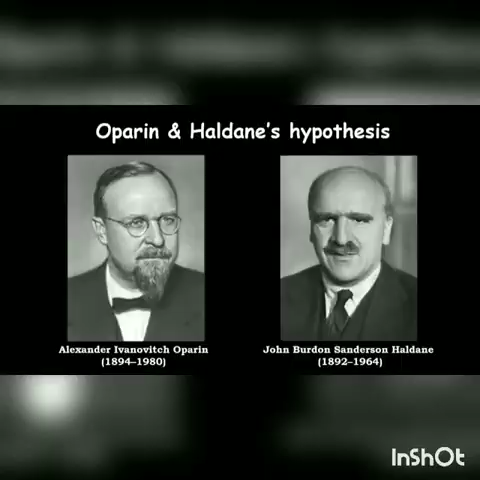 Oparin & Haldane's hypothesis
Alexander Ivanovitch Oparin
(1894–1980)
John Burdon Sanderson Haldane
(1892–1964)
InShOt